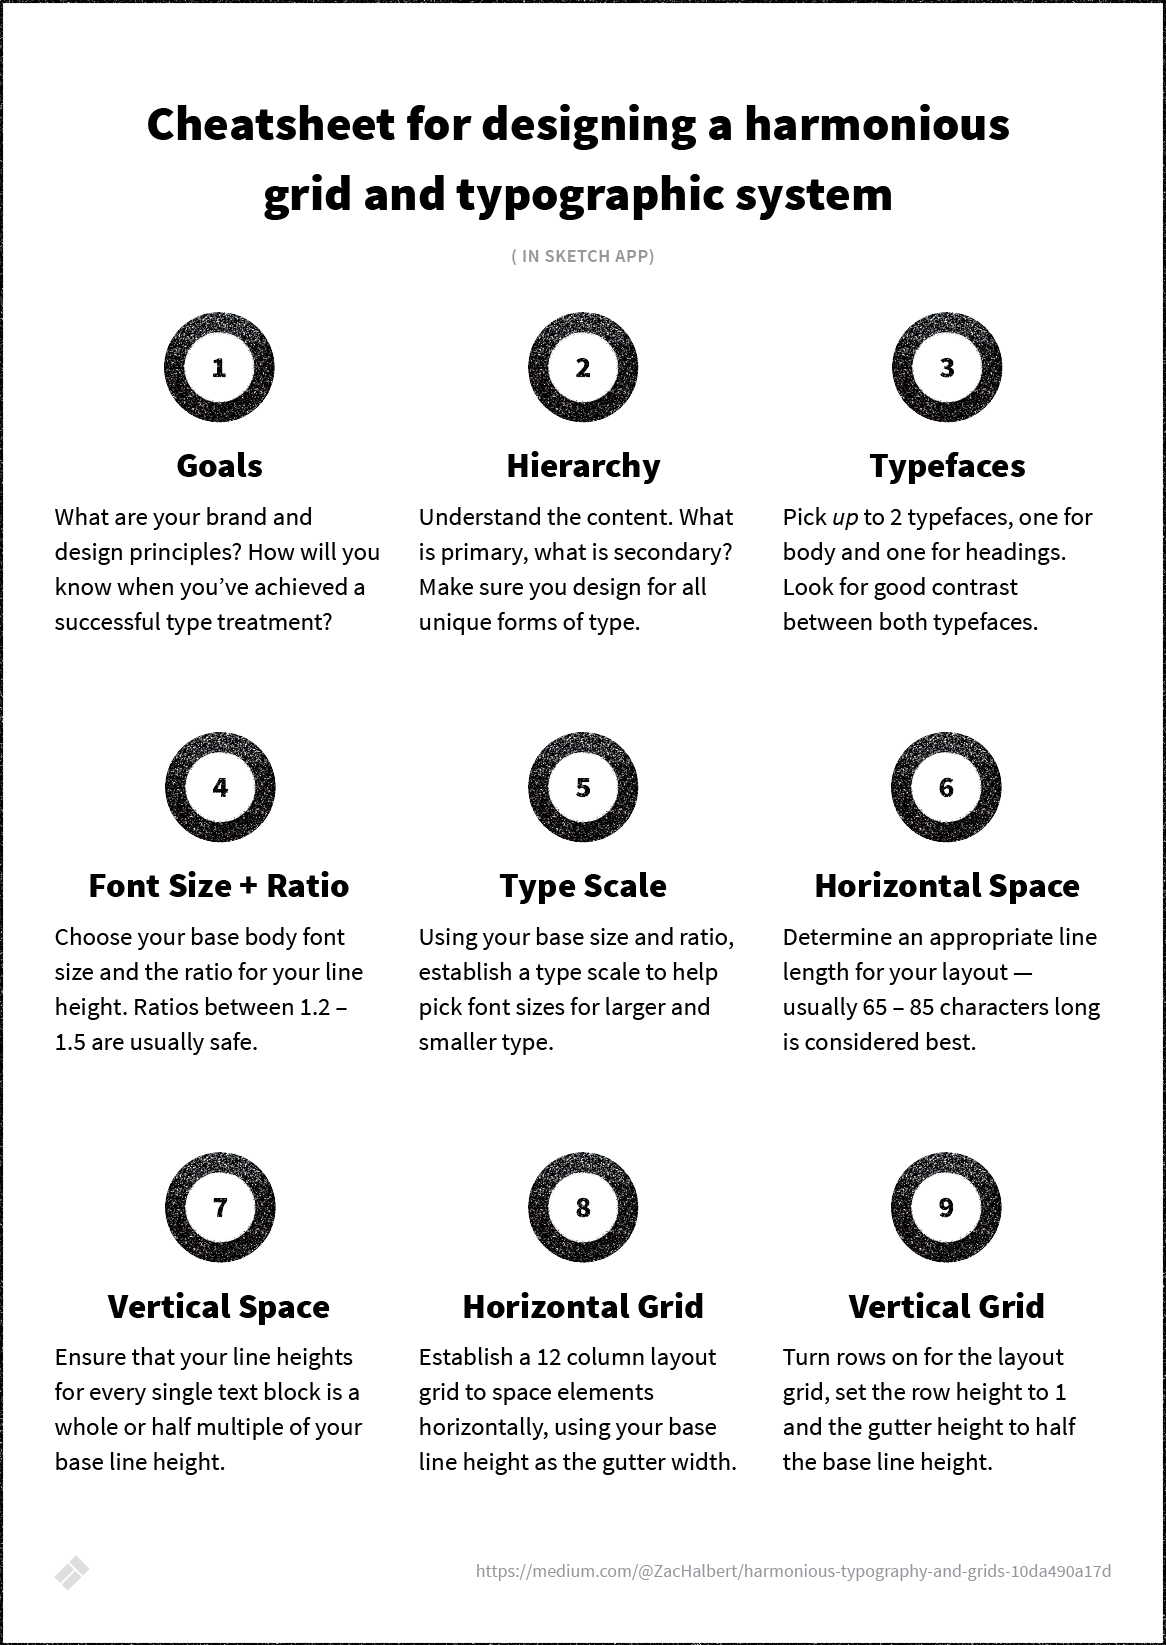 Cheatsheet for designing a harmonious
grid and typographic system
( IN SKETCH APP)
1
Goals
What are your brand and
design principles? How will you
know when you’ve achieved a
successful type treatment?
2
Hierarchy
Understand the content. What
is primary, what is secondary?
Make sure you design for all
unique forms of type.
3
Typefaces
Pick up to 2 typefaces, one for
body and one for headings.
Look for good contrast
between both typefaces.
4
Font Size + Ratio
Choose your base body font
size and the ratio for your line
height. Ratios between 1.2 –
1.5 are usually safe.
5
Type Scale
Using your base size and ratio,
establish a type scale to help
pick font sizes for larger and
smaller type.
6
Horizontal Space
Determine an appropriate line
length for your layout —
usually 65 – 85 characters long
is considered best.
7
Vertical Space
Ensure that your line heights
for every single text block is a
whole or half multiple of your
base line height.
8
Horizontal Grid
Establish a 12 column layout
grid to space elements
horizontally, using your base
line height as the gutter width.
9
Vertical Grid
Turn rows on for the layout
grid, set the row height to 1
and the gutter height to half
the base line height.
https://medium.com/@ZacHalbert/harmonious-typography-and-grids-10da490a17d